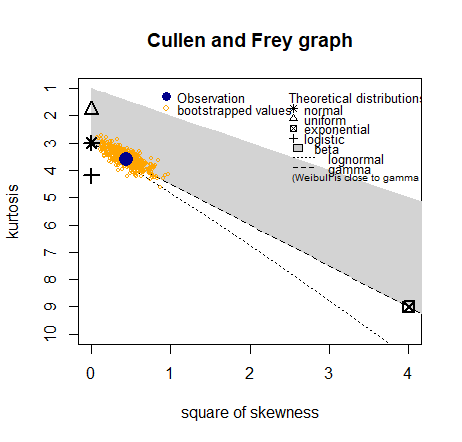 Cullen and Frey graph
Observation
bootstrapped values
Theoretical distributions
normal
uniform
exponential
logistic
beta
lognormal
gamma
(Weibull is close to gamma
kurtosis
1
2
3
4
5
6
7
8
9
10
0
1
2
3
4
square of skewness